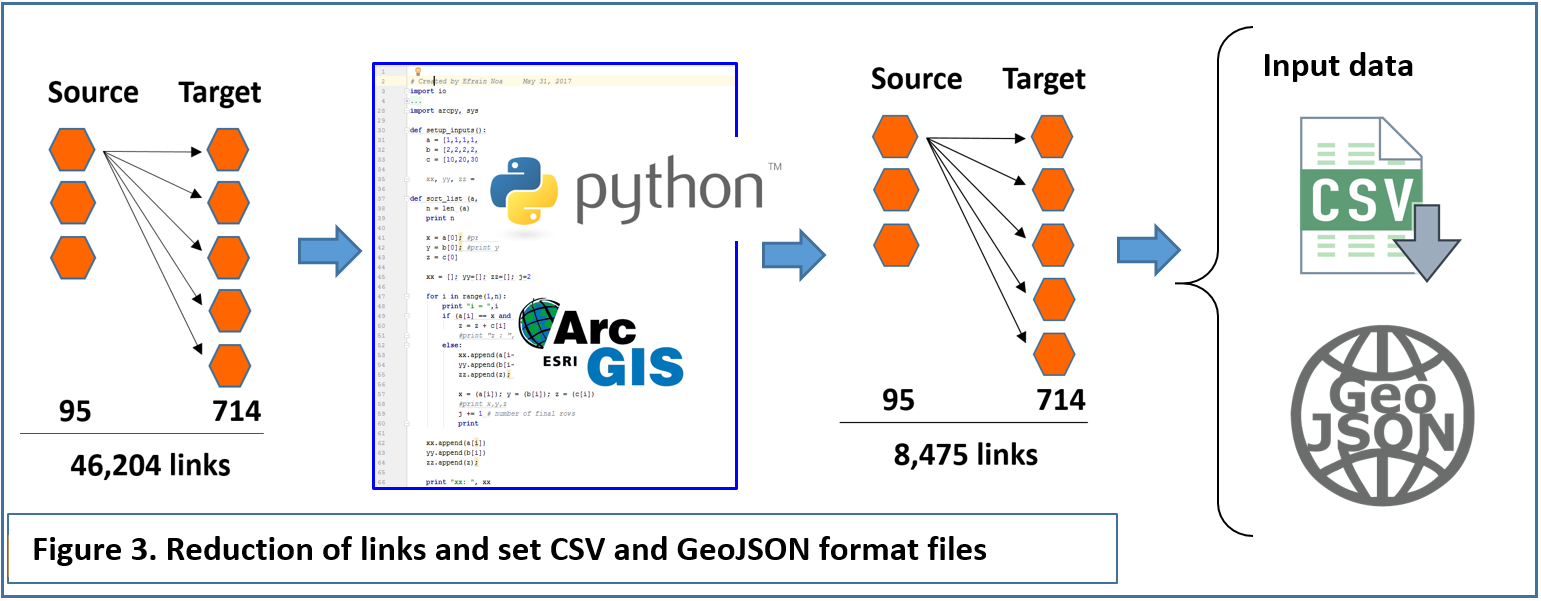 Source Target
95 714
46,204 links
1
2 # Created by Efrain Noa May 31, 2017
3 import io
4 ...
28 import arcpy, sys
29
30 def setup_inputs():
31 a = [1,1,1,1,
32 b = [2,2,2,2,
33 c = [10,20,30
34
35 xx, yy, zz =
36
37 def sort_list (a,
38 n = len (a)
39 print n
40
41 x = a[0]; #pr
42 y = b[0]; #print y
43 z = c[0]
44
45 xx = []; yy=[]; zz=[]; j=2
46
47 for i in range(1,n):
48 print "i = ",i
49 if (a[i] == x and
50 z = z + c[i]
51 #print "z : ",
52 else:
53 xx.append(a[i-
54 yy.append(b[i-
55 zz.append(z);
56
57 x = (a[i]); y = (b[i]); z = (c[i])
58 #print x,y,z
59 j += 1 # number of final rows
60 print
61
62 xx.append(a[i])
63 yy.append(b[i])
64 zz.append(z);
65
66 print "xx: ", xx
python TM
Arc
ESRI GIS
Source Target
95 714
8,475 links
Input data
CSV
Geo
JSON
Figure 3. Reduction of links and set CSV and GeoJSON format files